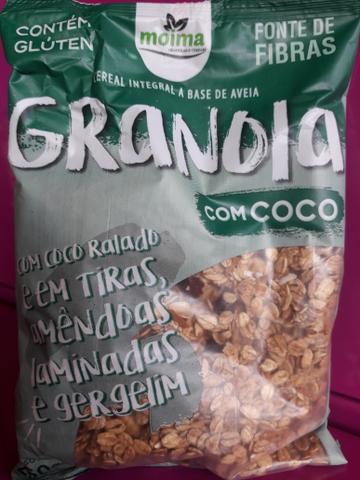 CONTÉM
GLÚTEN
moima
FONTE DE
FIBRAS
CEREAL INTEGRAL À BASE DE AVEIA
GRANOLA
COM COCO
COM COCO RALADO
E EM TIRAS,
AMÊNDOAS
LAMINADAS
E GERGELIM